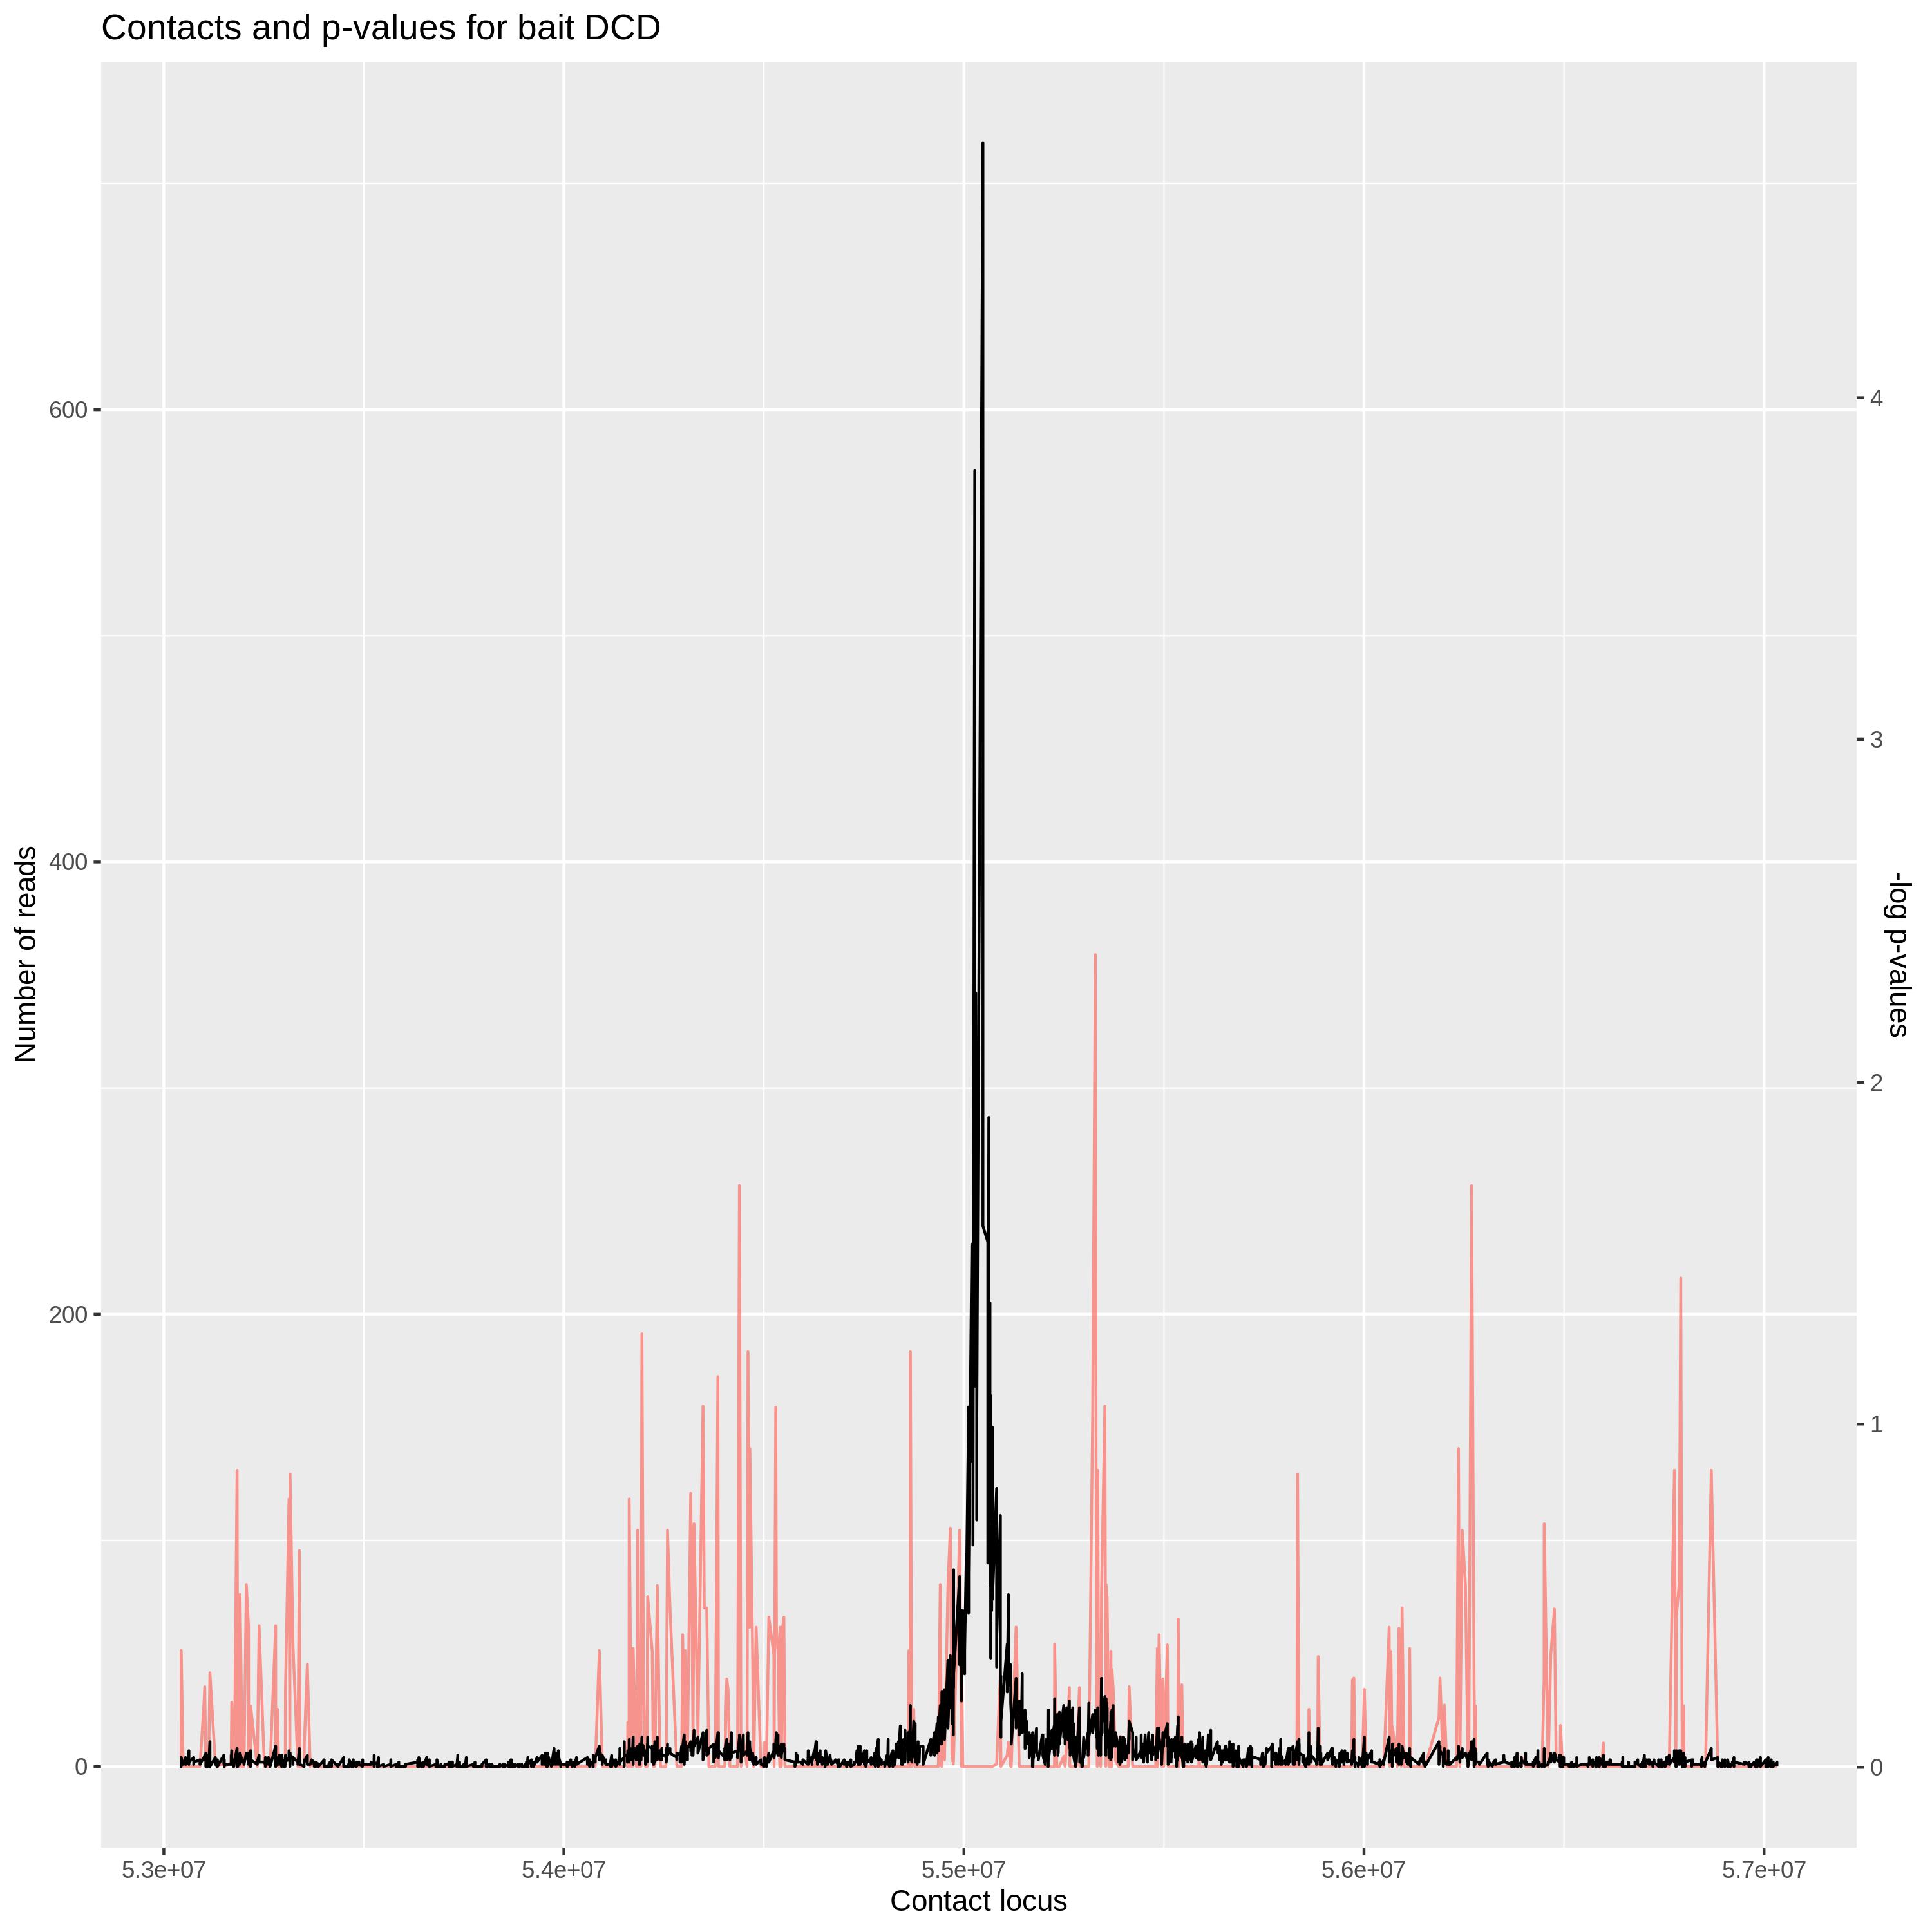 Contacts and p-values for bait DCD
Number of reads
600
400
200
0
-log p-values
4
3
2
1
0
5.3e+07
5.4e+07
5.5e+07
5.6e+07
5.7e+07
Contact locus